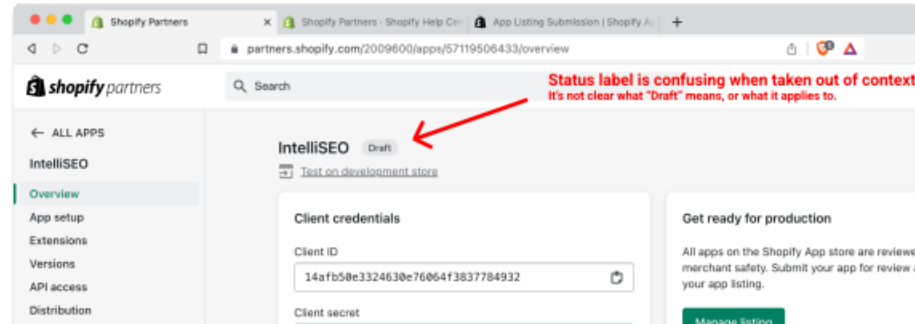 Shopify Partners
Shopify Partners - Shopify Help Cen
App Listing Submission | Shopify Ap
partners.shopify.com/2009600/apps/57119506433/overview
shopify partners
Search
Status label is confusing when taken out of context
It's not clear what "Draft" means, or what it applies to.
ALL APPS
IntelliSEO
Overview
App setup
Extensions
Versions
API access
Distribution
IntelliSEO
Draft
Test on development store
Client credentials
Client ID
14afb50e3324630e76064f3837784932
Client secret
Get ready for production
All apps on the Shopify App store are reviewe
merchant safety. Submit your app for review
your app listing.
Manage listing